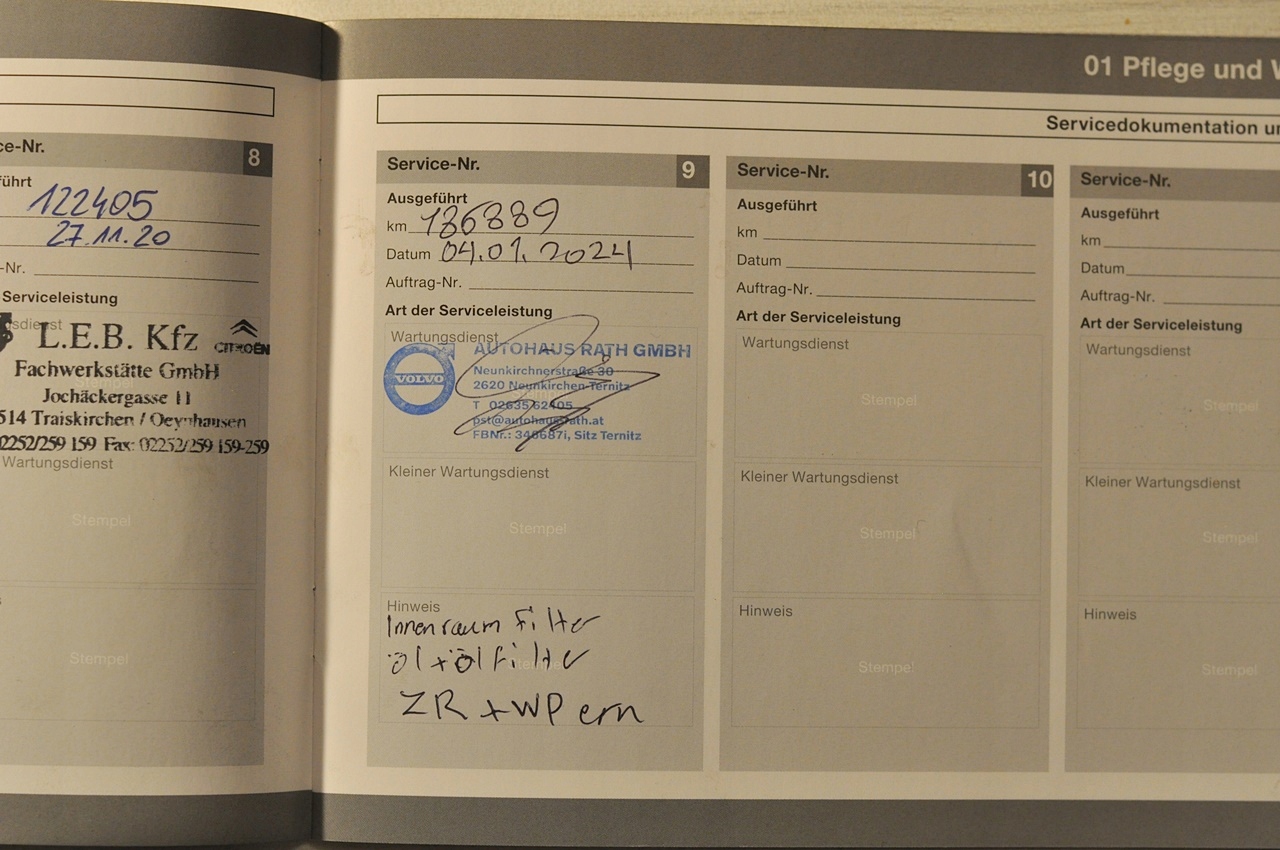 01 Pflege und W
Servicedokumentation un
ce-Nr. 8
führt
122405
27.11.20
-Nr.
Serviceleistung
sdienst
L.E.B. Kfz
CITROËN
Fachwerkstätte GmbH
Jochäckergasse 11
514 Traiskirchen / Oeynhausen
02252/259 159 Fax: 02252/259 159-259
Wartungsdienst
Stempel
Stempel
Service-Nr. 9
Ausgeführt
km 186889
Datum 04.01.2024
Auftrag-Nr.
Art der Serviceleistung
Wartungsdienst
VOLVO
AUTOHAUS RATH GMBH
Neunkirchnerstraße 30
2620 Neunkirchen-Ternitz
T 02635/62405
pst@autohausrath.at
FBNr.: 348687i, Sitz Ternitz
Kleiner Wartungsdienst
Stempel
Hinweis
Innenraum Filter
öl + ölfilter
ZR + WP ern
Service-Nr. 10
Ausgeführt
km
Datum
Auftrag-Nr.
Art der Serviceleistung
Wartungsdienst
Stempel
Kleiner Wartungsdienst
Stempel
Hinweis
Stempel
Service-Nr.
Ausgeführt
km
Datum
Auftrag-Nr.
Art der Serviceleistung
Wartungsdienst
Stempel
Kleiner Wartungsdienst
Stempel
Hinweis
Stempel